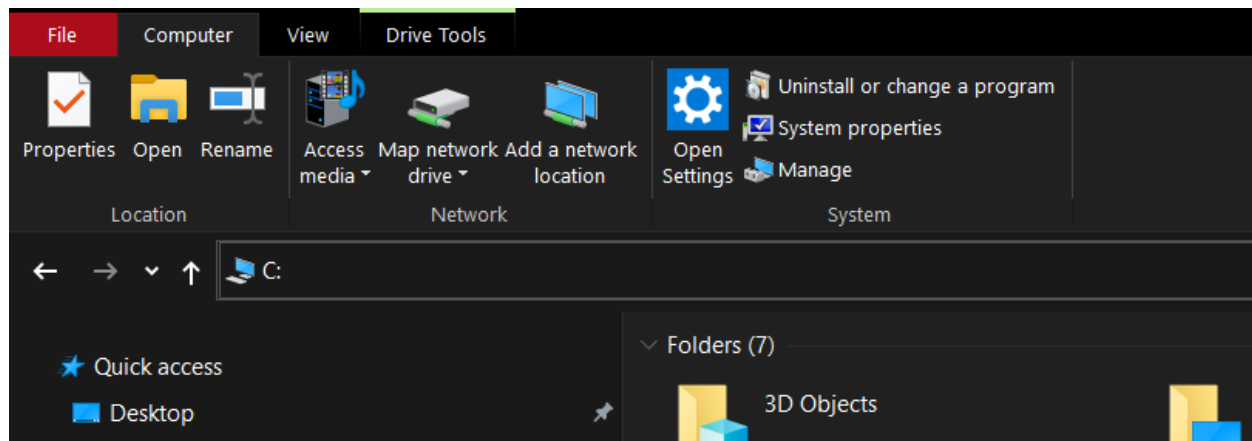 File Computer View Drive Tools
Properties Open Rename Access media Map network drive Add a network location Open Settings Uninstall or change a program
System properties
Manage
Location Network System
C:
Quick access
Desktop
Folders (7)
3D Objects